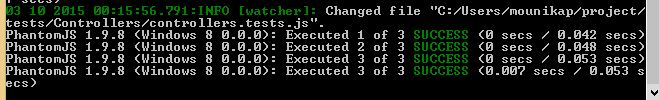 03 10 2015 00:15:56.791:INFO [watcher]: Changed file "C:/Users/mounikap/project/
tests/Controllers/controllers.tests.js".
PhantomJS 1.9.8 (Windows 8 0.0.0): Executed 1 of 3 SUCCESS (0 secs / 0.042 secs)
PhantomJS 1.9.8 (Windows 8 0.0.0): Executed 2 of 3 SUCCESS (0 secs / 0.048 secs)
PhantomJS 1.9.8 (Windows 8 0.0.0): Executed 3 of 3 SUCCESS (0 secs / 0.053 secs)
PhantomJS 1.9.8 (Windows 8 0.0.0): Executed 3 of 3 SUCCESS (0.007 secs / 0.053 s
ecs)